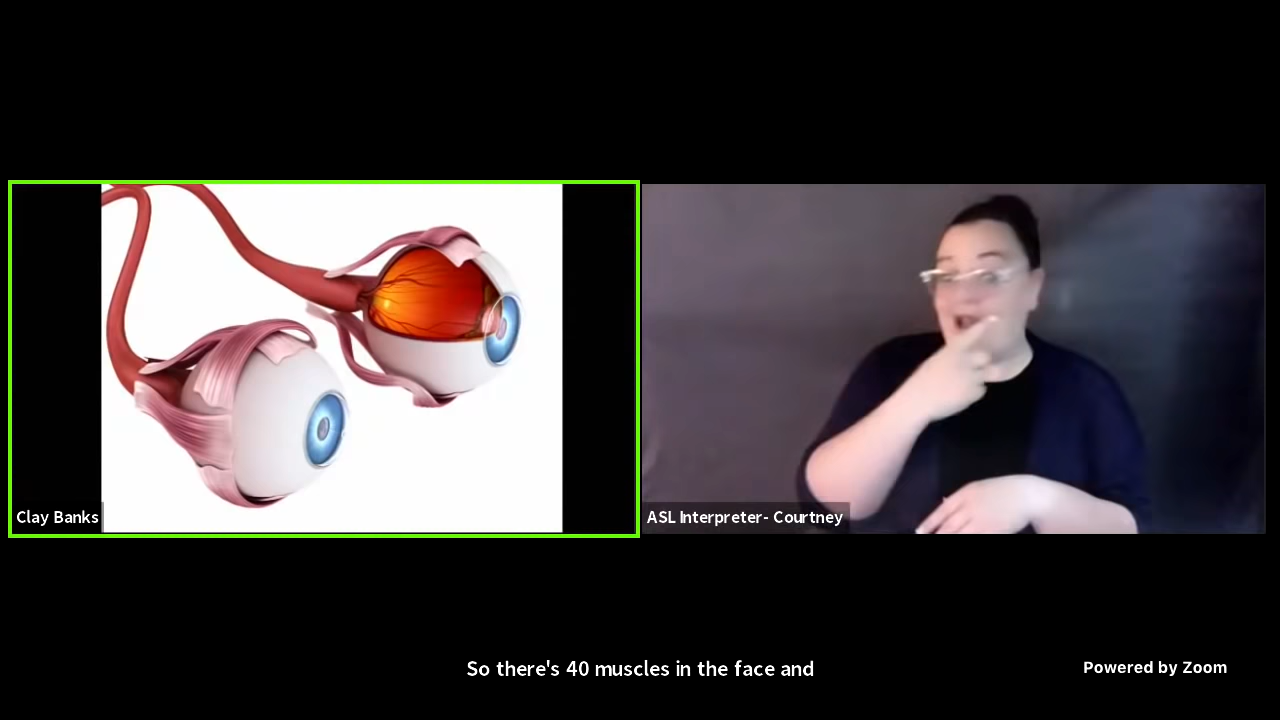 Clay Banks
ASL Interpreter- Courtney
So there's 40 muscles in the face and
Powered by Zoom